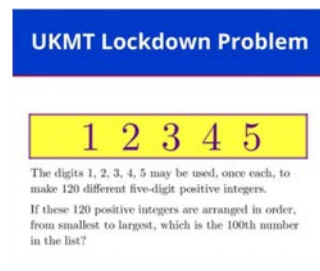 UKMT Lockdown Problem
1 2 3 4 5
The digits 1, 2, 3, 4, 5 may be used, once each, to
make 120 different five-digit positive integers.
If these 120 positive integers are arranged in order,
from smallest to largest, which is the 100th number
in the list?